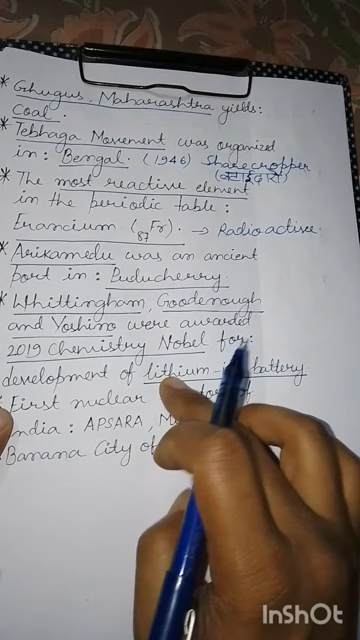 * Ghugus, Maharashtra yields:
Coal.
* Tebhaga Movement was organized
in: Bengal. (1946) Sharecropper
* The most reactive element
in the periodic table:
Francium (87Fr). → Radioactive.
* Arikamedu was an ancient
port in: Puducherry.
* Whittingham, Goodenough
and Yoshino were awarded
2019 Chemistry Nobel for:
development of lithium- battery.
First nuclear of
India: APSARA,
Banana City of
InShOt